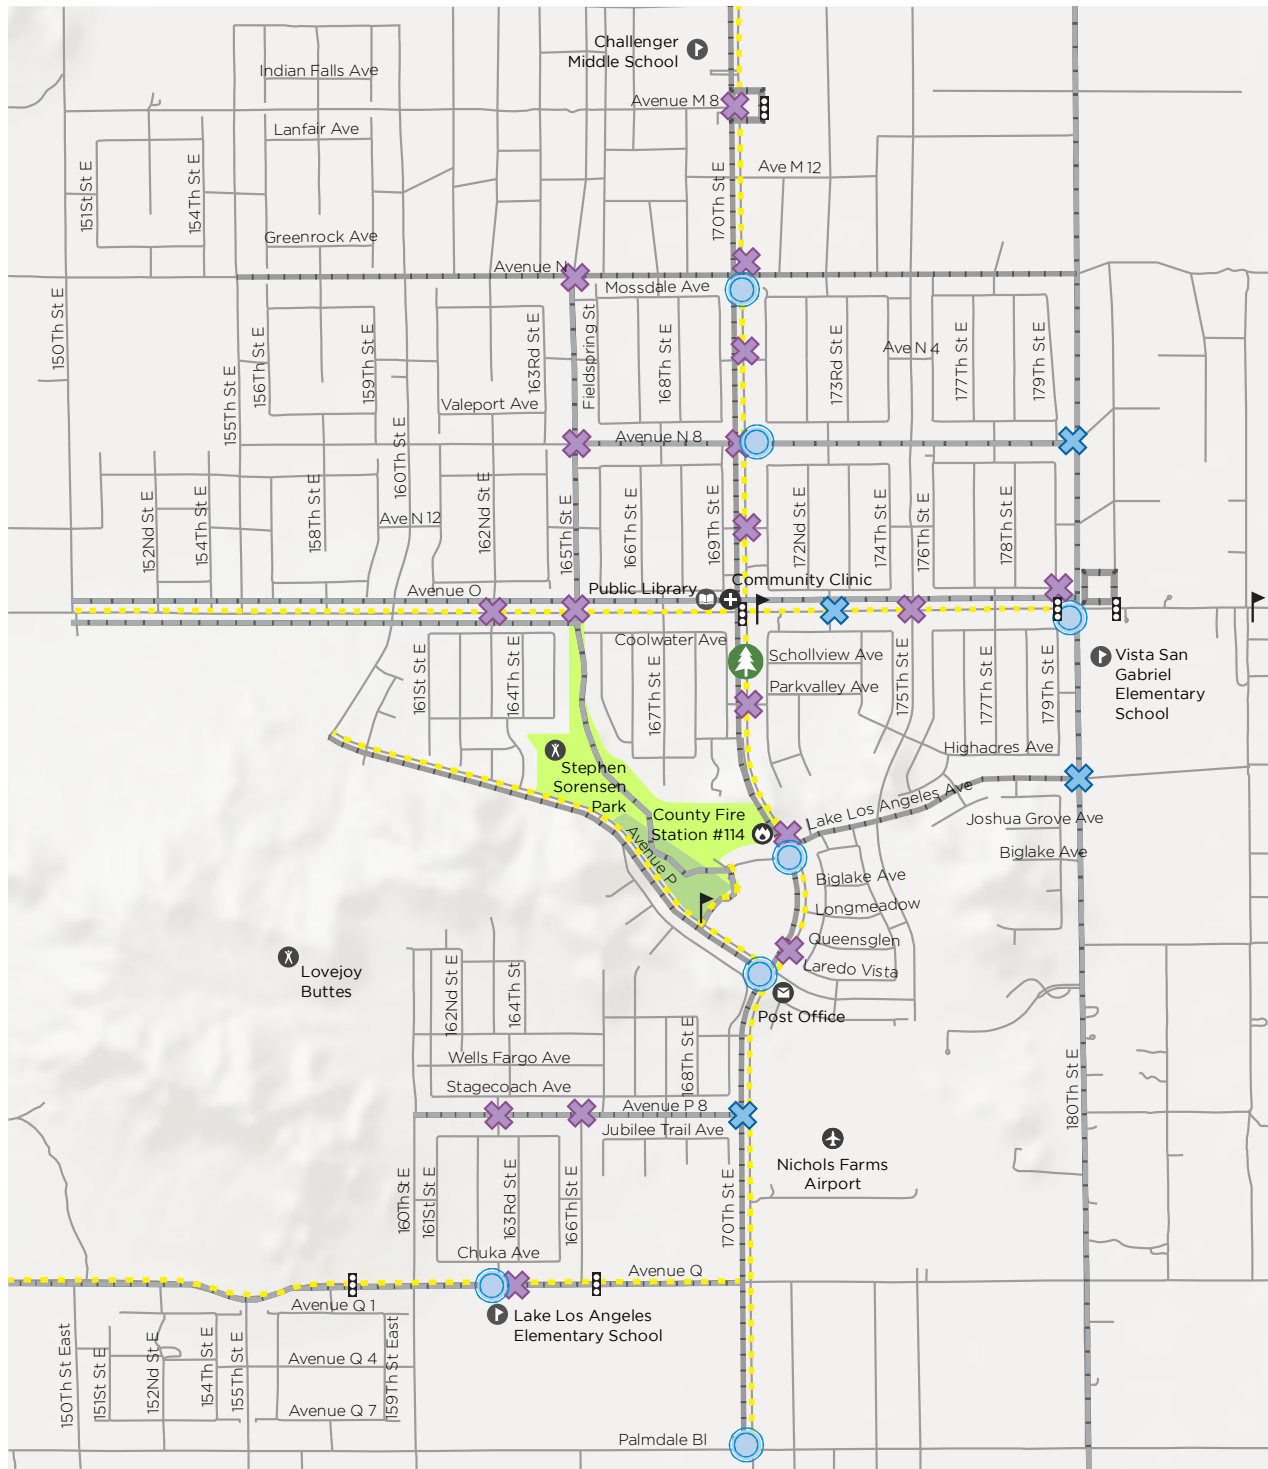 Challenger
Middle School
Indian Falls Ave
Avenue M 8
Lanfair Ave
Ave M 12
151St St E
154Th St E
170Th St E
Greenrock Ave
Avenue N
Mossdale Ave
150Th St E
155Th St E
156Th St E
159Th St E
160Th St E
163Rd St E
Fieldspring St
168Th St E
173Rd St E
Ave N 4
177Th St E
179Th St E
Valeport Ave
Avenue N 8
152Nd St E
154Th St E
158Th St E
Ave N 12
162Nd St E
165Th St E
166Th St E
169Th St E
172Nd St E
174Th St E
176Th St E
178Th St E
Avenue O
Public Library
Community Clinic
Coolwater Ave
Schollview Ave
Parkvalley Ave
161St St E
164Th St E
167Th St E
175Th St E
177Th St E
179Th St E
Vista San
Gabriel
Elementary
School
Highacres Ave
Stephen
Sorensen
Park
County Fire
Station #114
Avenue P
Lake Los Angeles Ave
Joshua Grove Ave
Biglake Ave
Biglake Ave
Longmeadow
Queensglen
Laredo Vista
Lovejoy
Buttes
162Nd St E
164Th St
Post Office
168Th St E
180Th St E
Wells Fargo Ave
Stagecoach Ave
Avenue P 8
Jubilee Trail Ave
Nichols Farms
Airport
160Th St E
161St St E
163Rd St E
166Th St E
170Th St E
Chuka Ave
Avenue Q
Avenue Q 1
Lake Los Angeles
Elementary School
150Th St East
151St St E
152Nd St E
154Th St E
155Th St E
159Th St East
Avenue Q 4
Avenue Q 7
Palmdale Bl